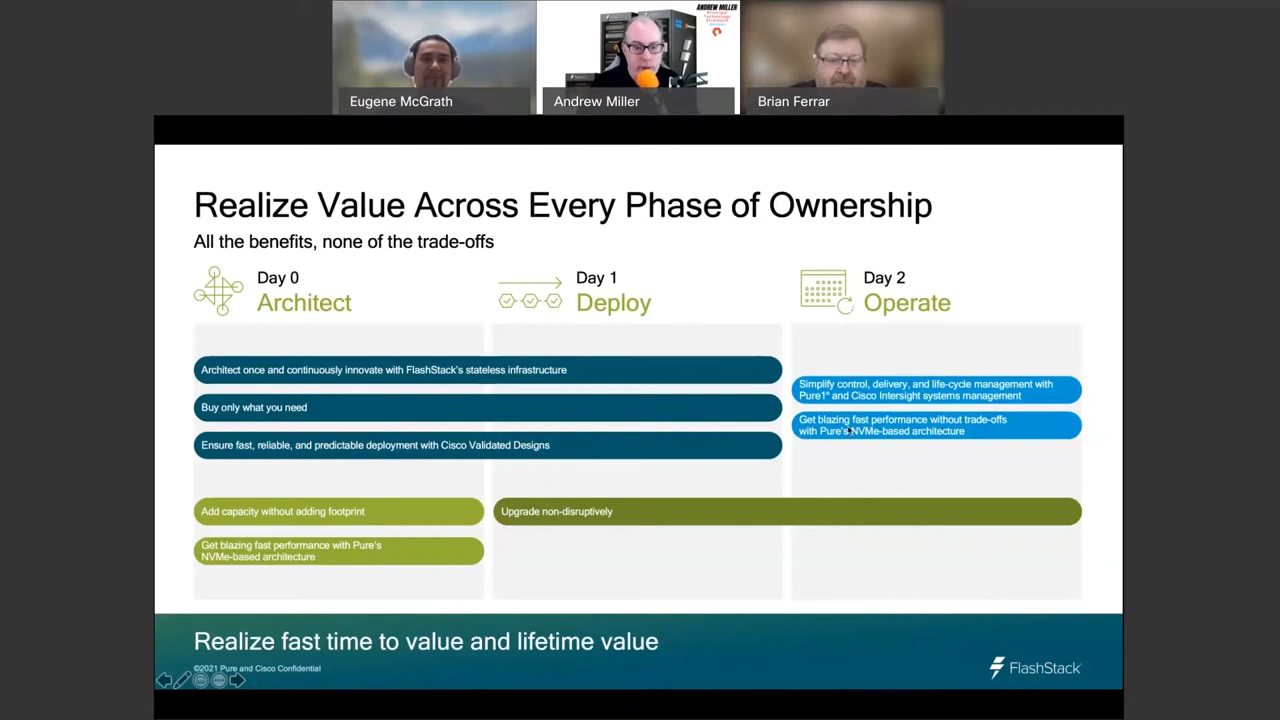 ANDREW MILLER
Principal
Technology
Strategist
Eugene McGrath
Andrew Miller
Brian Ferrar
Realize Value Across Every Phase of Ownership
All the benefits, none of the trade-offs
Day 0
Architect
Day 1
Deploy
Day 2
Operate
Architect once and continuously innovate with FlashStack's stateless infrastructure
Buy only what you need
Ensure fast, reliable, and predictable deployment with Cisco Validated Designs
Simplify control, delivery, and life-cycle management with
Pure1® and Cisco Intersight systems management
Get blazing fast performance without trade-offs
with Pure's NVMe-based architecture
Add capacity without adding footprint
Upgrade non-disruptively
Get blazing fast performance with Pure's
NVMe-based architecture
Realize fast time to value and lifetime value
©2021 Pure and Cisco Confidential
FlashStack